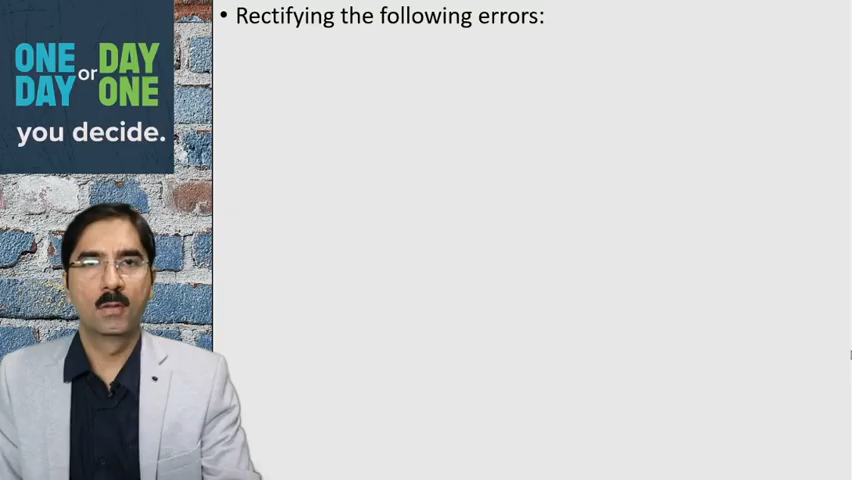 • Rectifying the following errors:
ONE DAY or DAY ONE
you decide.